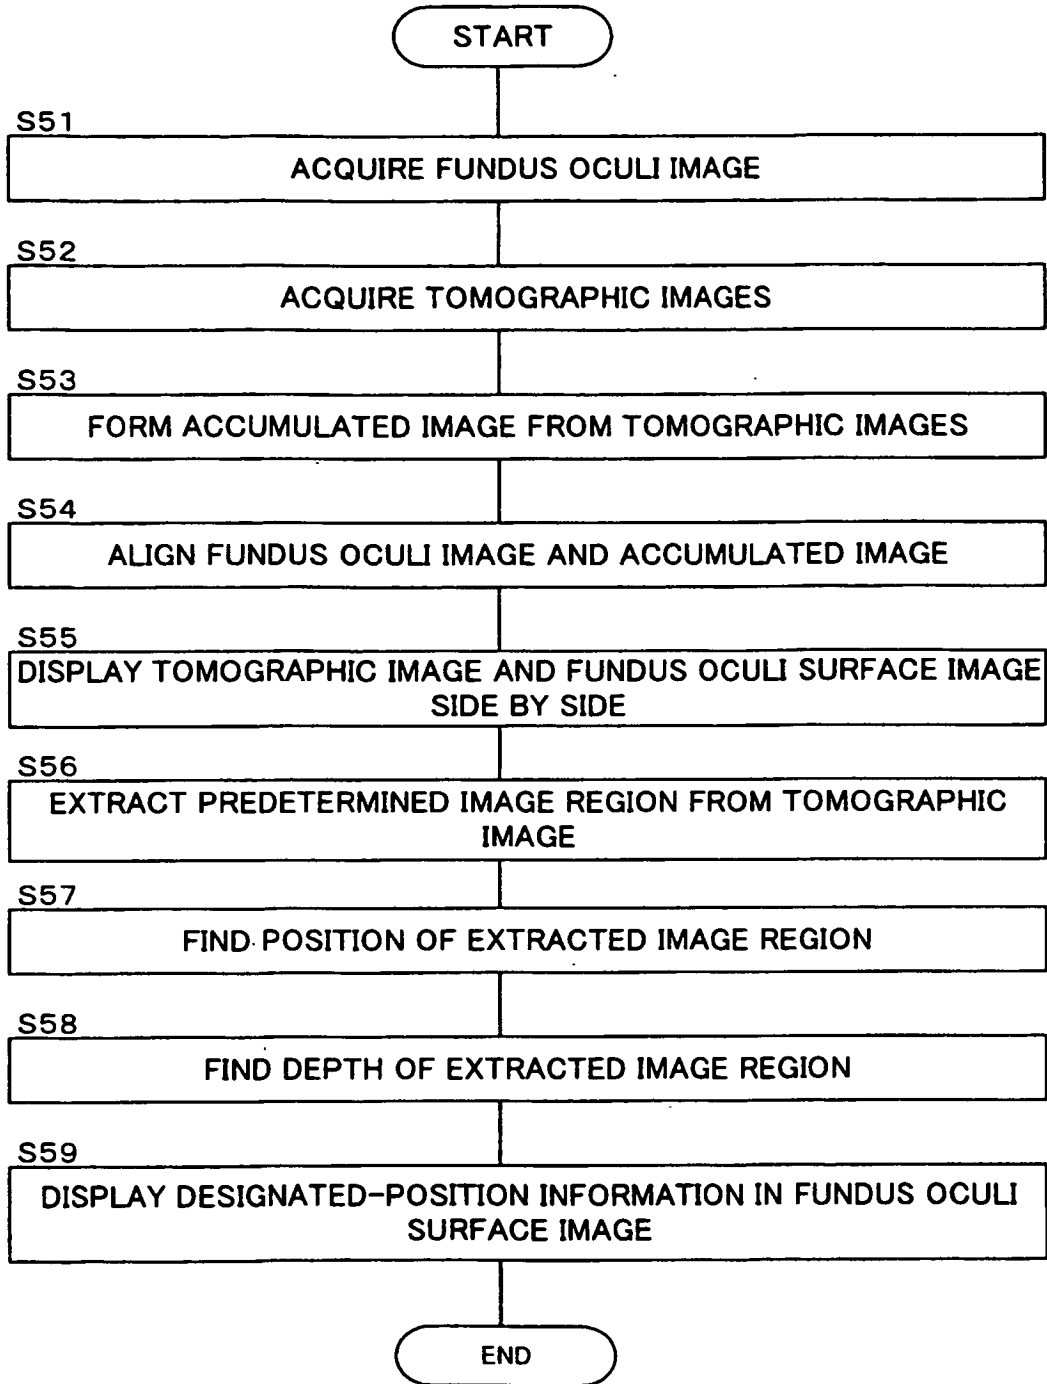 START
S51
ACQUIRE FUNDUS OCULI IMAGE
S52
ACQUIRE TOMOGRAPHIC IMAGES
S53
FORM ACCUMULATED IMAGE FROM TOMOGRAPHIC IMAGES
S54
ALIGN FUNDUS OCULI IMAGE AND ACCUMULATED IMAGE
S55
DISPLAY TOMOGRAPHIC IMAGE AND FUNDUS OCULI SURFACE IMAGE
SIDE BY SIDE
S56
EXTRACT PREDETERMINED IMAGE REGION FROM TOMOGRAPHIC
IMAGE
S57
FIND POSITION OF EXTRACTED IMAGE REGION
S58
FIND DEPTH OF EXTRACTED IMAGE REGION
S59
DISPLAY DESIGNATED-POSITION INFORMATION IN FUNDUS OCULI
SURFACE IMAGE
END